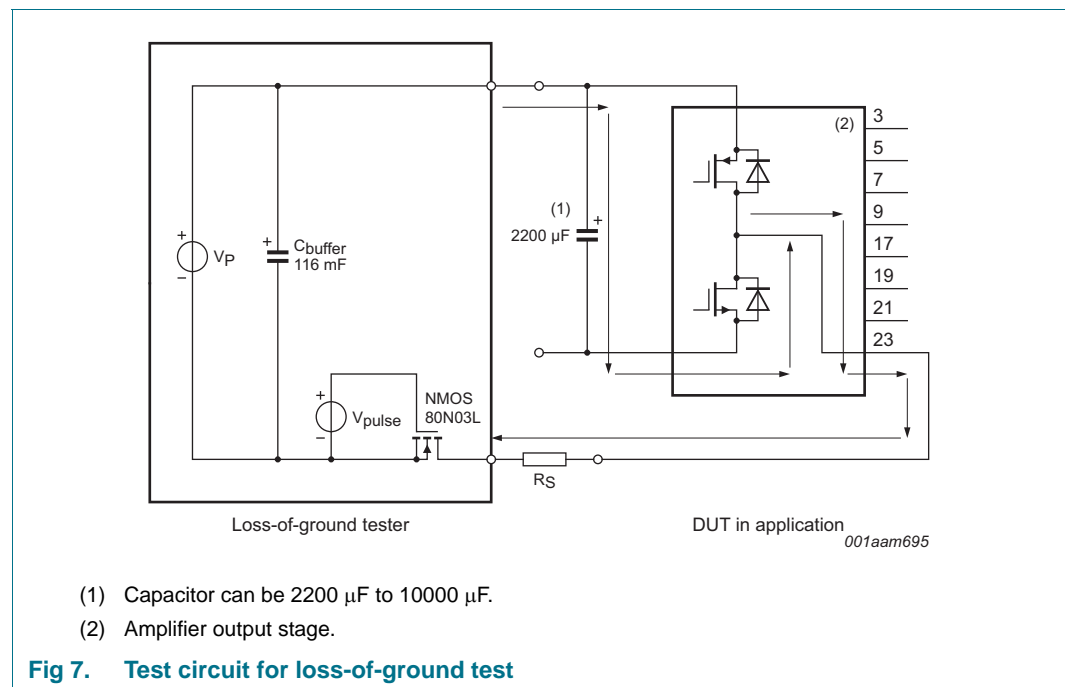 (2)
3
5
7
9
17
19
21
23
(1)
2200 µF
+
+
VP
−
+
Cbuffer
116 mF
+
Vpulse
−
NMOS
80N03L
RS
Loss-of-ground tester
DUT in application
001aam695
(1) Capacitor can be 2200 μF to 10000 μF.
(2) Amplifier output stage.
Fig 7. Test circuit for loss-of-ground test